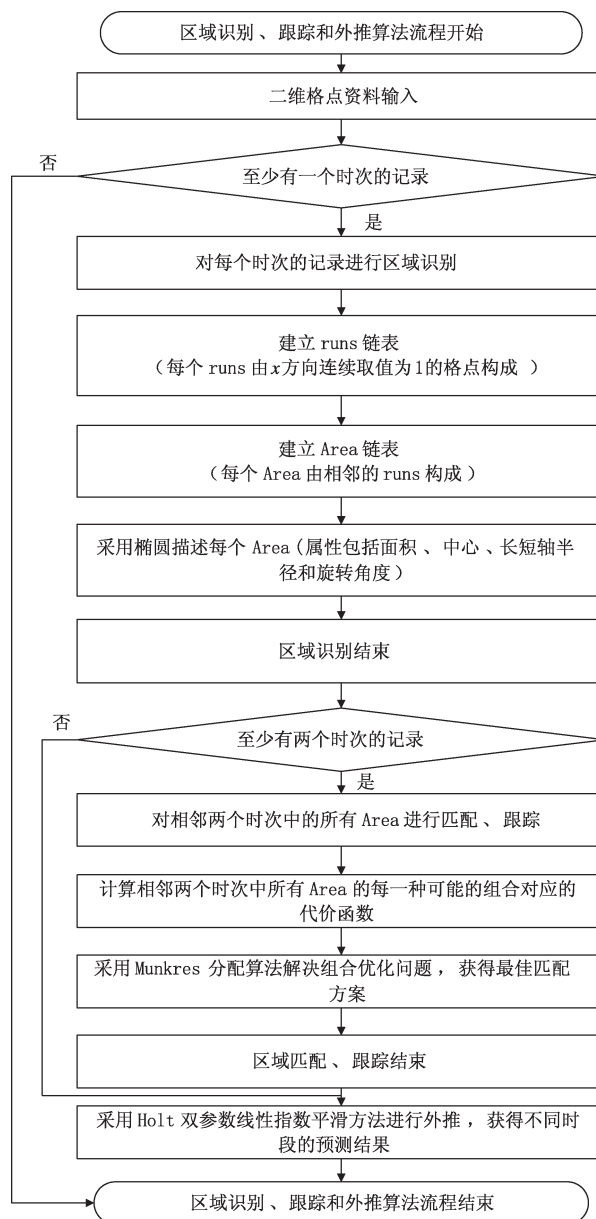 区域识别、跟踪和外推算法流程开始
二维格点资料输入
否
至少有一个时次的记录
是
对每个时次的记录进行区域识别
建立 runs 链表
（每个 runs 由x方向连续取值为1的格点构成 ）
建立 Area 链表
（每个 Area 由相邻的 runs 构成）
采用椭圆描述每个 Area（属性包括面积 、中心 、长短轴半
径和旋转角度）
区域识别结束
否
至少有两个时次的记录
是
对相邻两个时次中的所有 Area 进行匹配 、跟踪
计算相邻两个时次中所有 Area 的每一种可能的组合对应的
代价函数
采用 Munkres 分配算法解决组合优化问题 ，获得最佳匹配
方案
区域匹配 、跟踪结束
采用 Holt 双参数线性指数平滑方法进行外推 ，获得不同时
段的预测结果
区域识别 、跟踪和外推算法流程结束